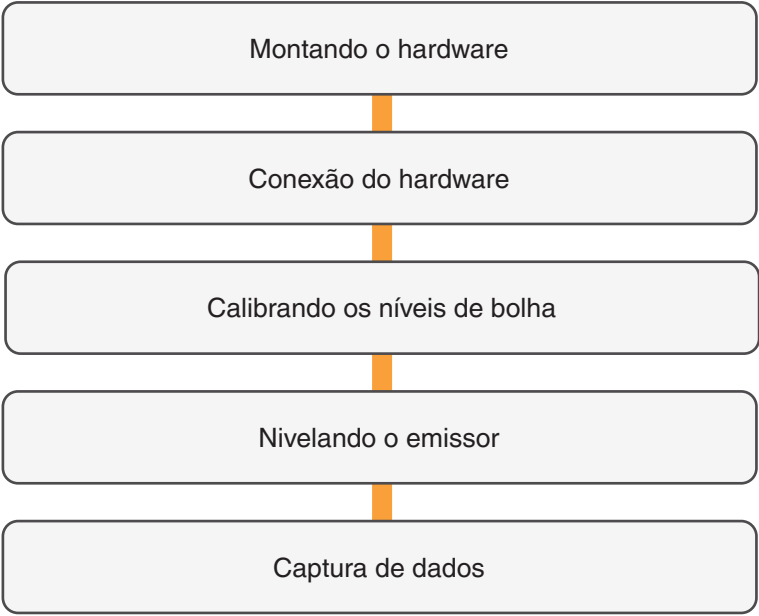 Montando o hardware
Conexão do hardware
Calibrando os níveis de bolha
Nivelando o emissor
Captura de dados